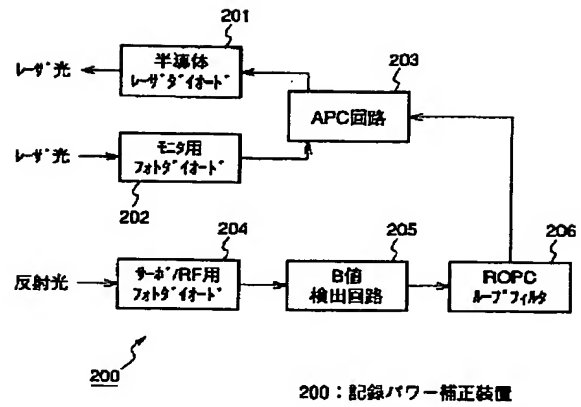 201
半導体
レーザダイオード
レーザ光
203
APC回路
モニタ用
フォトダイオード
レーザ光
202
204
サーボ/RF用
フォトダイオード
反射光
205
B値
検出回路
206
ROPC
ループフィルタ
200
200：記録パワー補正装置